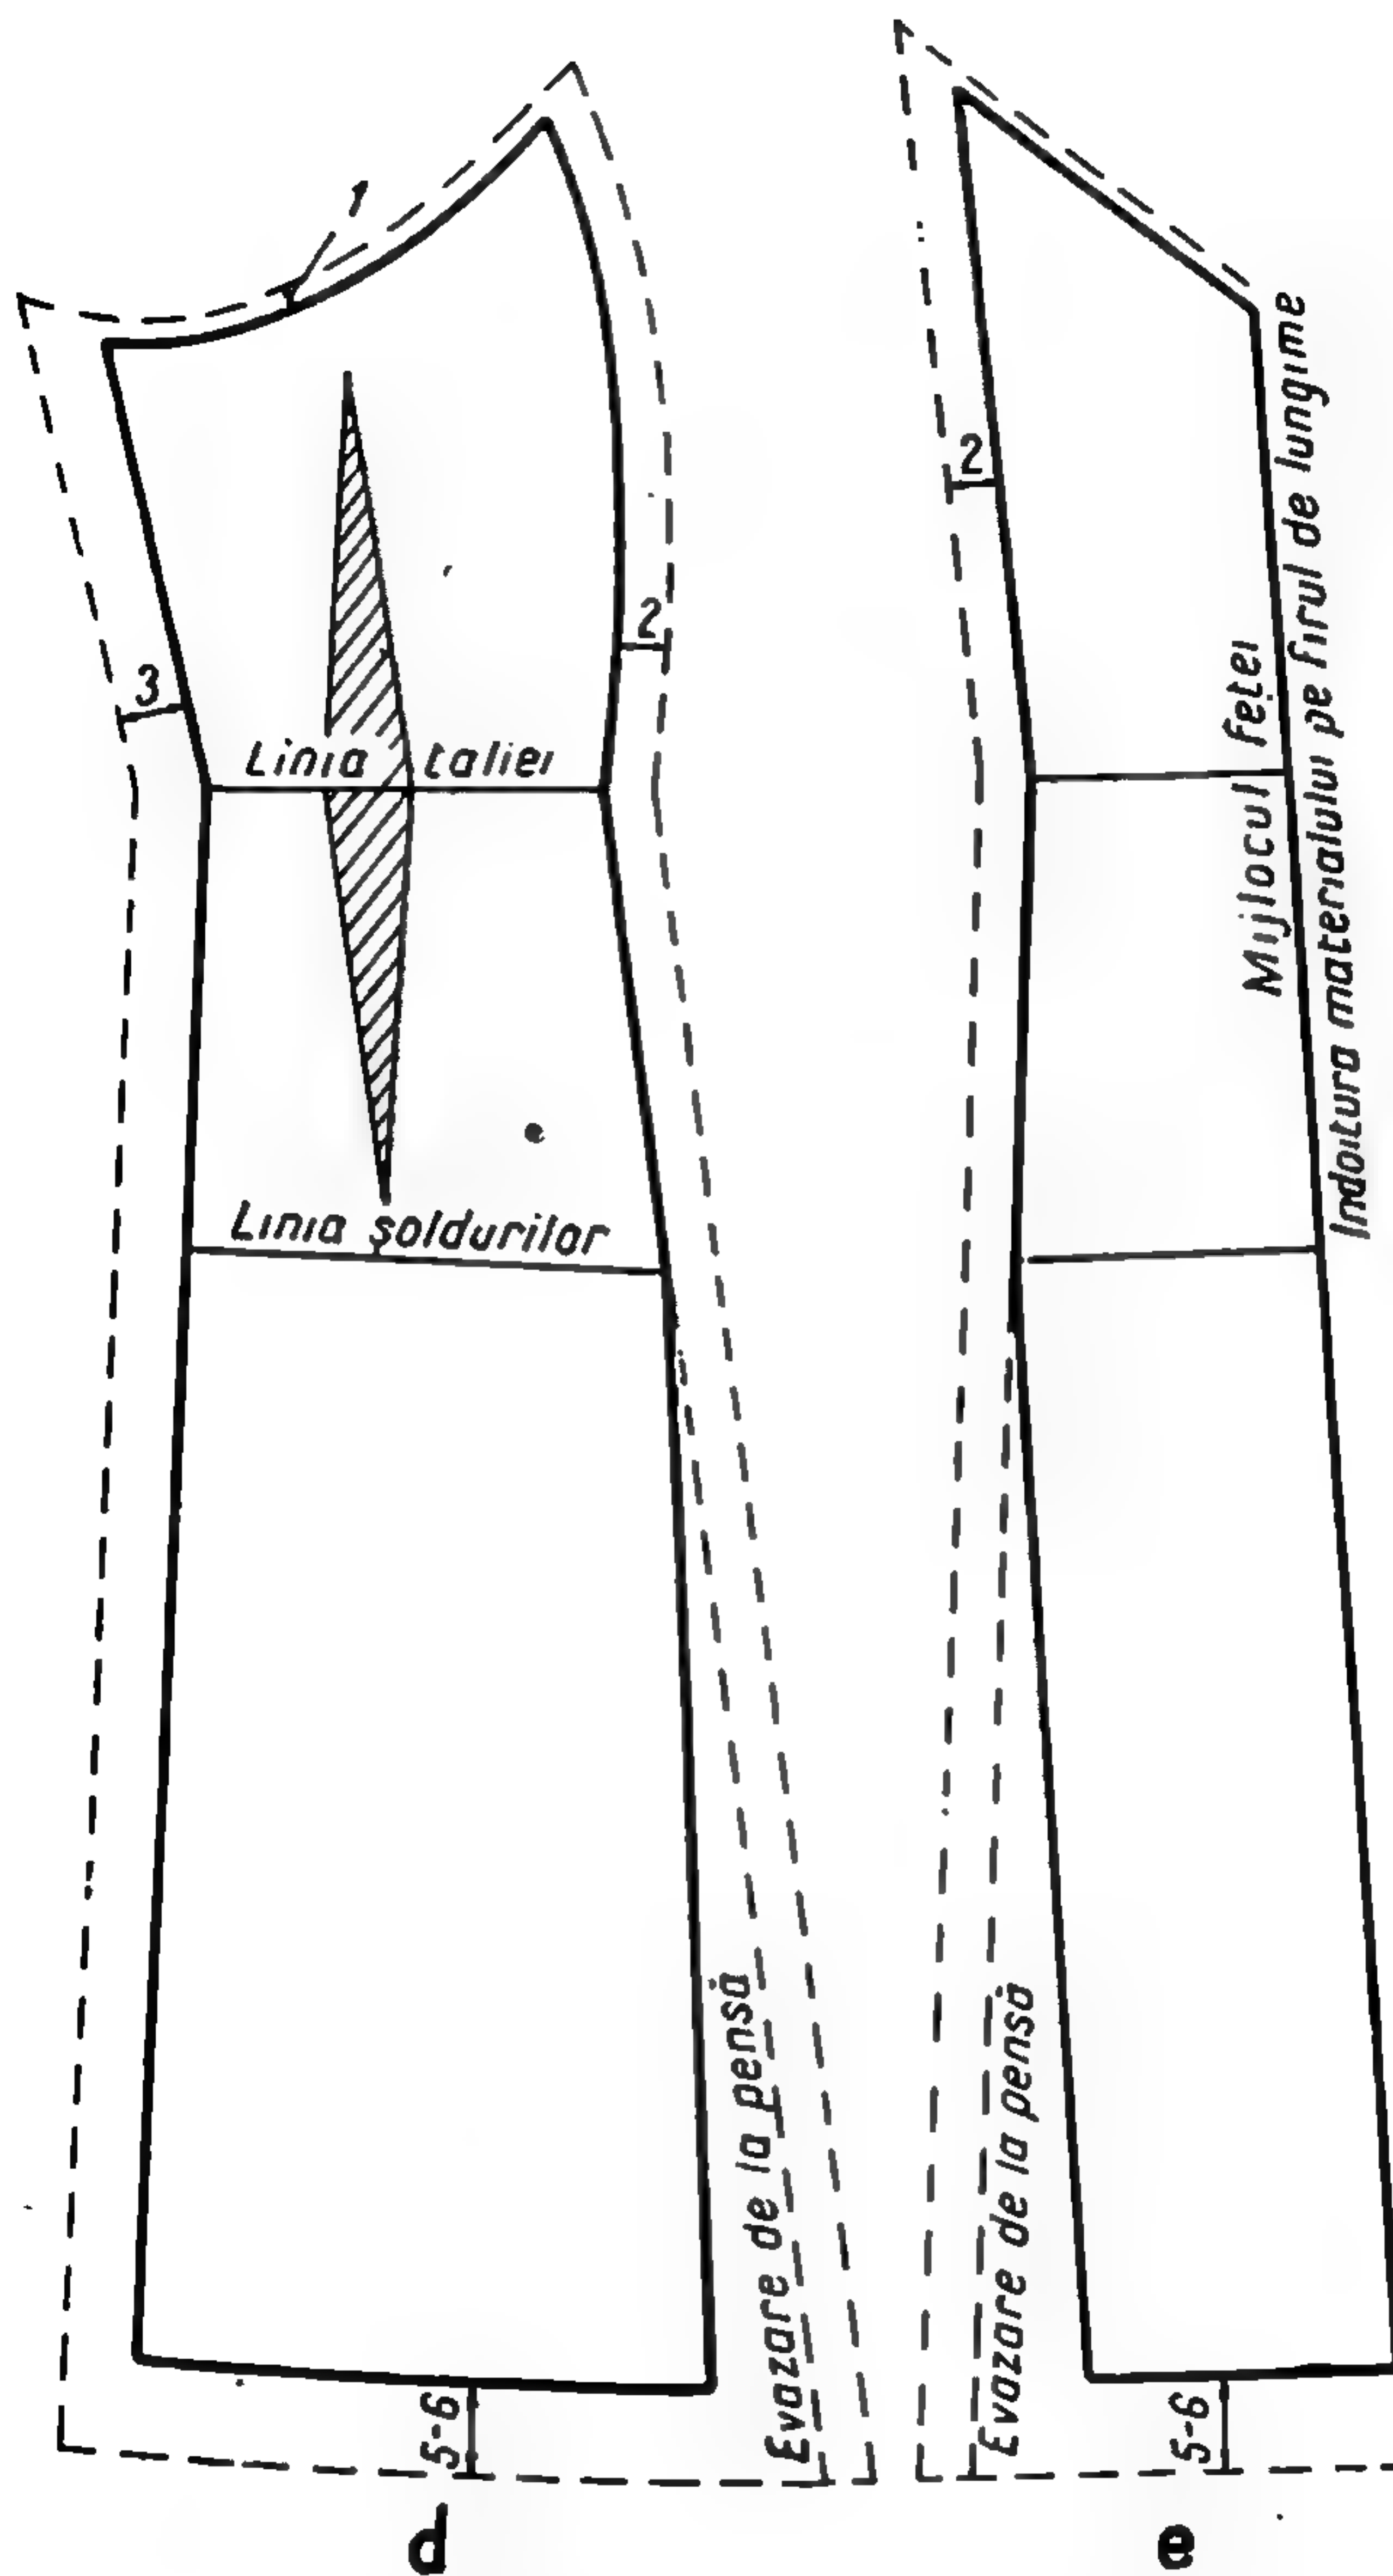 1
2
3
2
Linia taliei
Mijlocul feței
Indoitura materialului pe firul de lungime
Linia șoldurilor
Evazare de la pensă
Evazare de la pensă
5-6
5-6
d
e